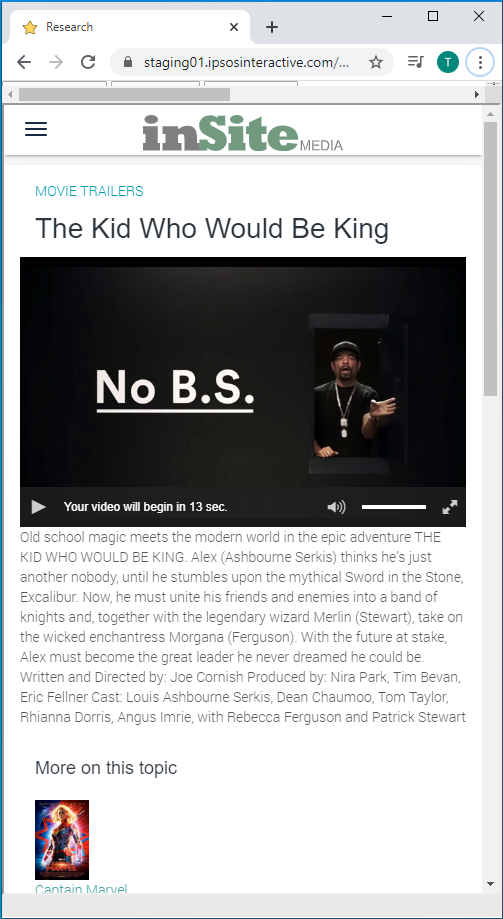 Research
staging01.ipsosinteractive.com/...
T
inSite MEDIA
MOVIE TRAILERS
The Kid Who Would Be King
No B.S.
Your video will begin in 13 sec.
Old school magic meets the modern world in the epic adventure THE
KID WHO WOULD BE KING. Alex (Ashbourne Serkis) thinks he's just
another nobody, until he stumbles upon the mythical Sword in the Stone,
Excalibur. Now, he must unite his friends and enemies into a band of
knights and, together with the legendary wizard Merlin (Stewart), take on
the wicked enchantress Morgana (Ferguson). With the future at stake,
Alex must become the great leader he never dreamed he could be.
Written and Directed by: Joe Cornish Produced by: Nira Park, Tim Bevan,
Eric Fellner Cast: Louis Ashbourne Serkis, Dean Chaumoo, Tom Taylor,
Rhianna Dorris, Angus Imrie, with Rebecca Ferguson and Patrick Stewart
More on this topic
MARVEL
Captain Marvel